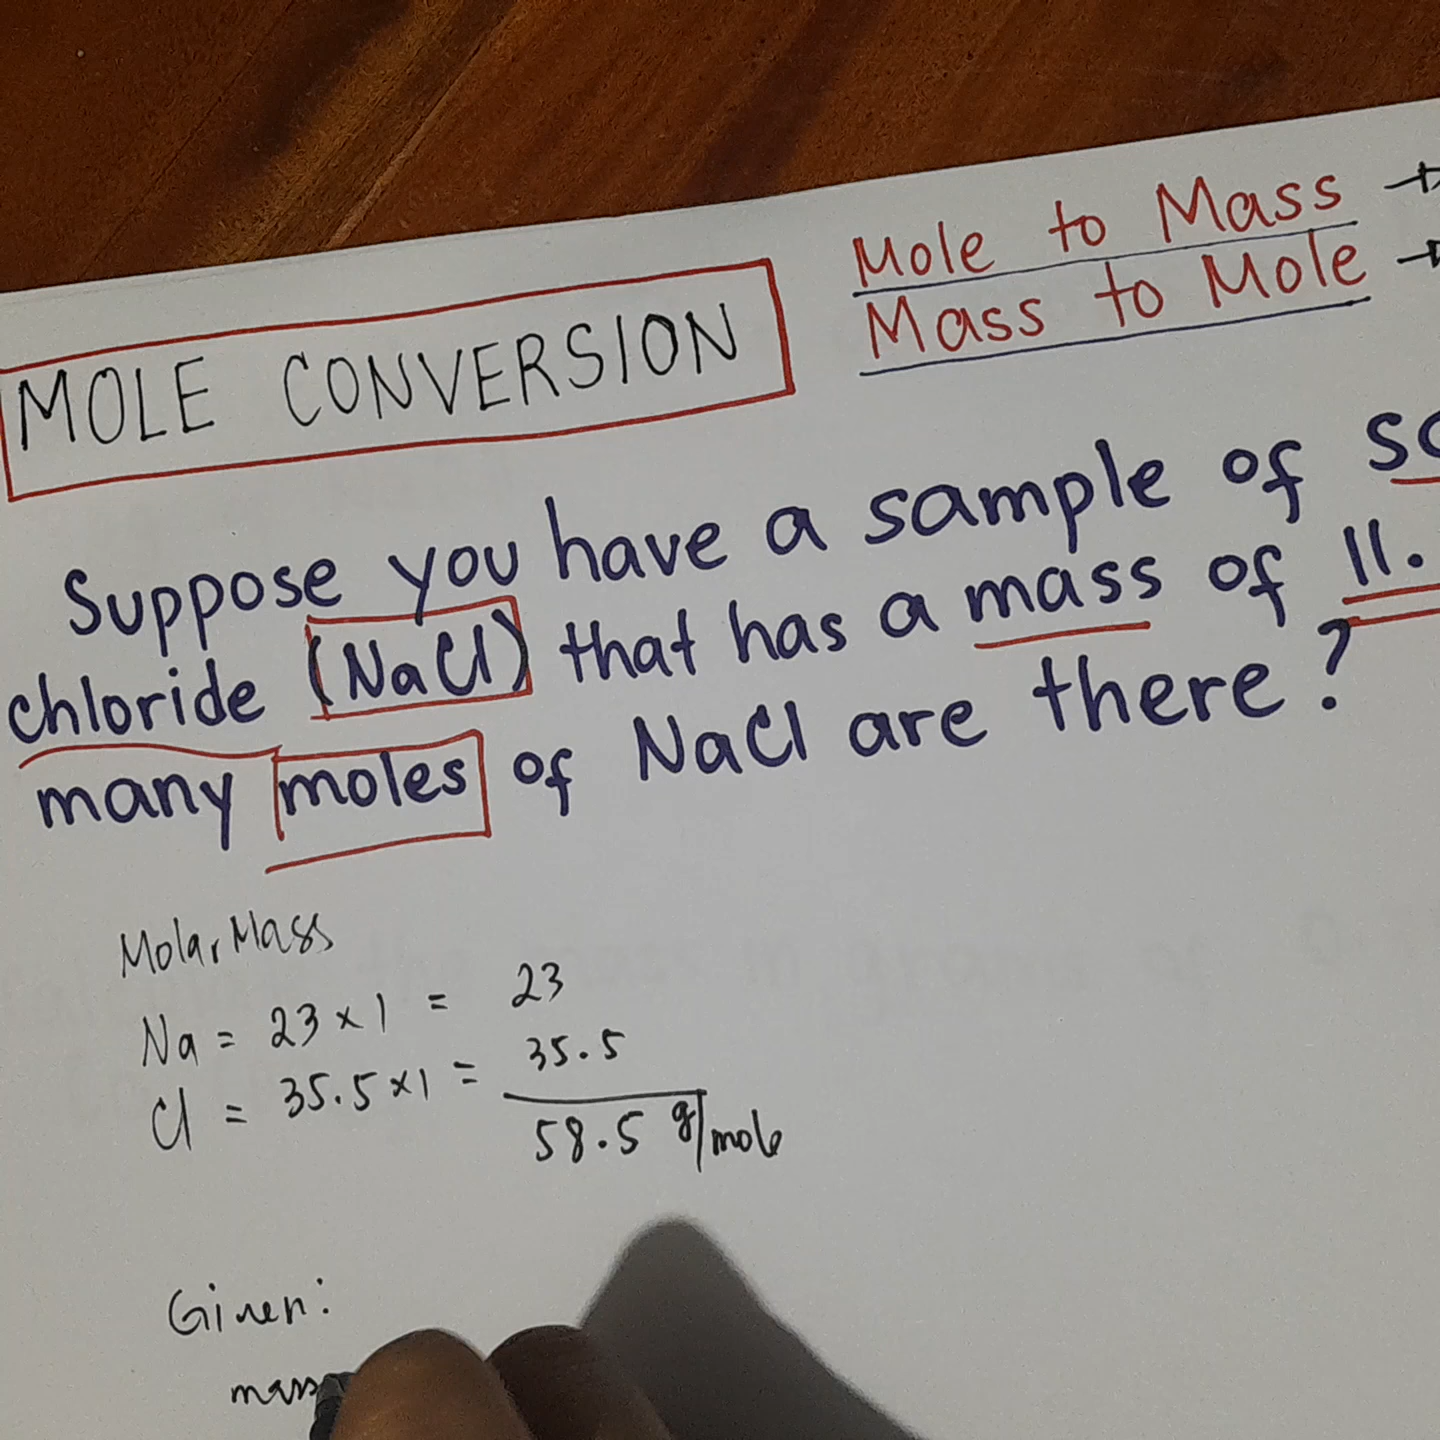 Mole to Mass →
Mass to Mole →
MOLE CONVERSION
Suppose you have a sample of
chloride (NaCl) that has a mass of 11.
many moles of NaCl are there?
Molar Mass
Na = 23 x 1 = 23
Cl = 35.5 x 1 = 35.5
58.5 g/mole
Given:
mass